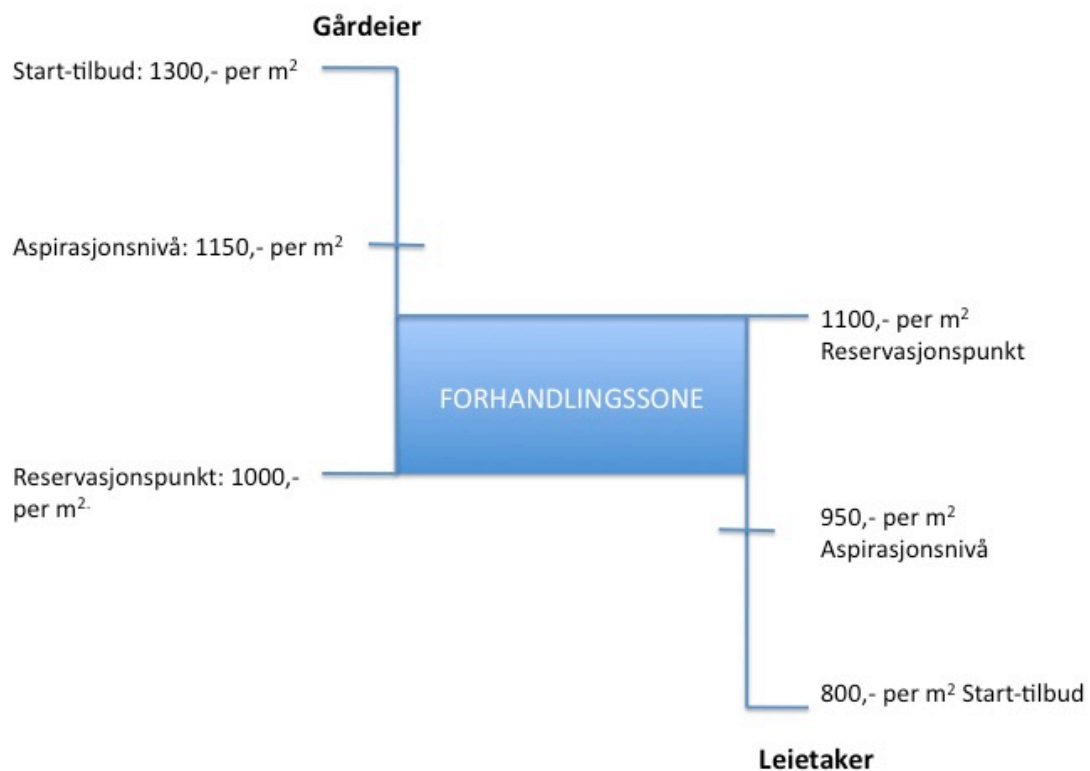 Gårdeier
Start-tilbud: 1300,- per m²
Aspirasjonsnivå: 1150,- per m²
1100,- per m²
Reservasjonspunkt
FORHANDLINGSSONE
Reservasjonspunkt: 1000,-
per m².
950,- per m²
Aspirasjonsnivå
800,- per m² Start-tilbud
Leietaker